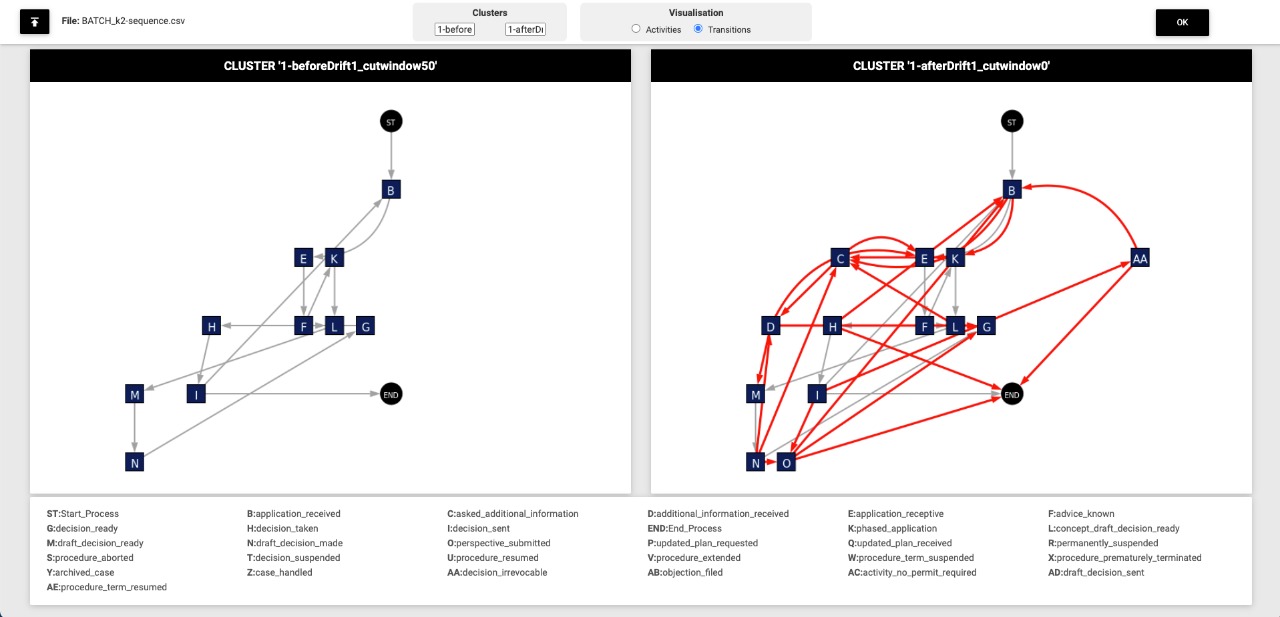 File: BATCH_k2-sequence.csv
Clusters
1-before
1-afterDi
Visualisation
Activities
Transitions
OK
CLUSTER '1-beforeDrift1_cutwindow50'
CLUSTER '1-afterDrift1_cutwindow0'
ST
B
E K
H F L G
M I END
N
ST
B
C E K AA
D H F L G
M I END
N O
ST:Start_Process B:application_received C:asked_additional_information D:additional_information_received E:application_receptive F:advice_known
G:decision_ready H:decision_taken I:decision_sent END:End_Process K:phased_application L:concept_draft_decision_ready
M:draft_decision_ready N:draft_decision_made O:perspective_submitted P:updated_plan_requested Q:updated_plan_received R:permanently_suspended
S:procedure_aborted T:decision_suspended U:procedure_resumed V:procedure_extended W:procedure_term_suspended X:procedure_prematurely_terminated
Y:archived_case Z:case_handled AA:decision_irrevocable AB:objection_filed AC:activity_no_permit_required AD:draft_decision_sent
AE:procedure_term_resumed